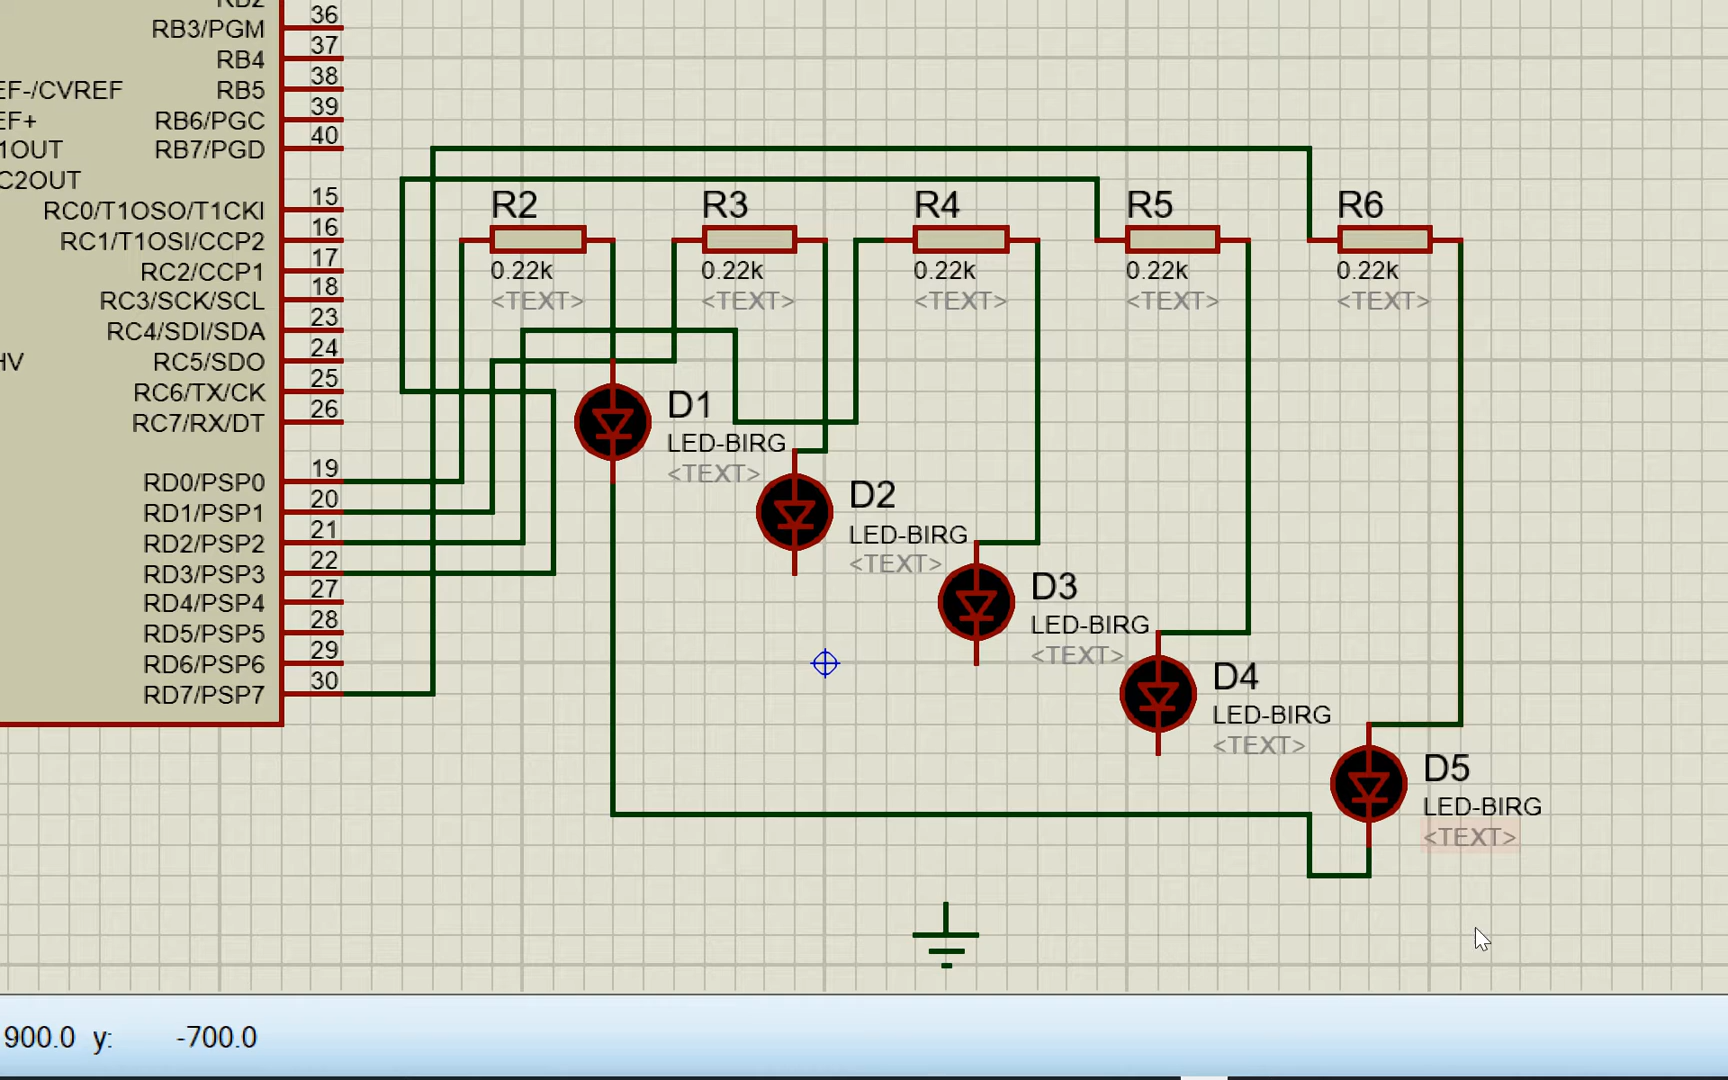 RB2
36
RB3/PGM
37
RB4
38
EF-/CVREF RB5
39
EF+ RB6/PGC
40
1OUT RB7/PGD
C2OUT
15
RC0/T1OSO/T1CKI
16
RC1/T1OSI/CCP2
17
RC2/CCP1
18
RC3/SCK/SCL
23
RC4/SDI/SDA
24
HV RC5/SDO
25
RC6/TX/CK
26
RC7/RX/DT
19
RD0/PSP0
20
RD1/PSP1
21
RD2/PSP2
22
RD3/PSP3
27
RD4/PSP4
28
RD5/PSP5
29
RD6/PSP6
30
RD7/PSP7
R2
0.22k
<TEXT>
R3
0.22k
<TEXT>
R4
0.22k
<TEXT>
R5
0.22k
<TEXT>
R6
0.22k
<TEXT>
D1
LED-BIRG
<TEXT>
D2
LED-BIRG
<TEXT>
D3
LED-BIRG
<TEXT>
D4
LED-BIRG
<TEXT>
D5
LED-BIRG
<TEXT>
900.0 y: -700.0